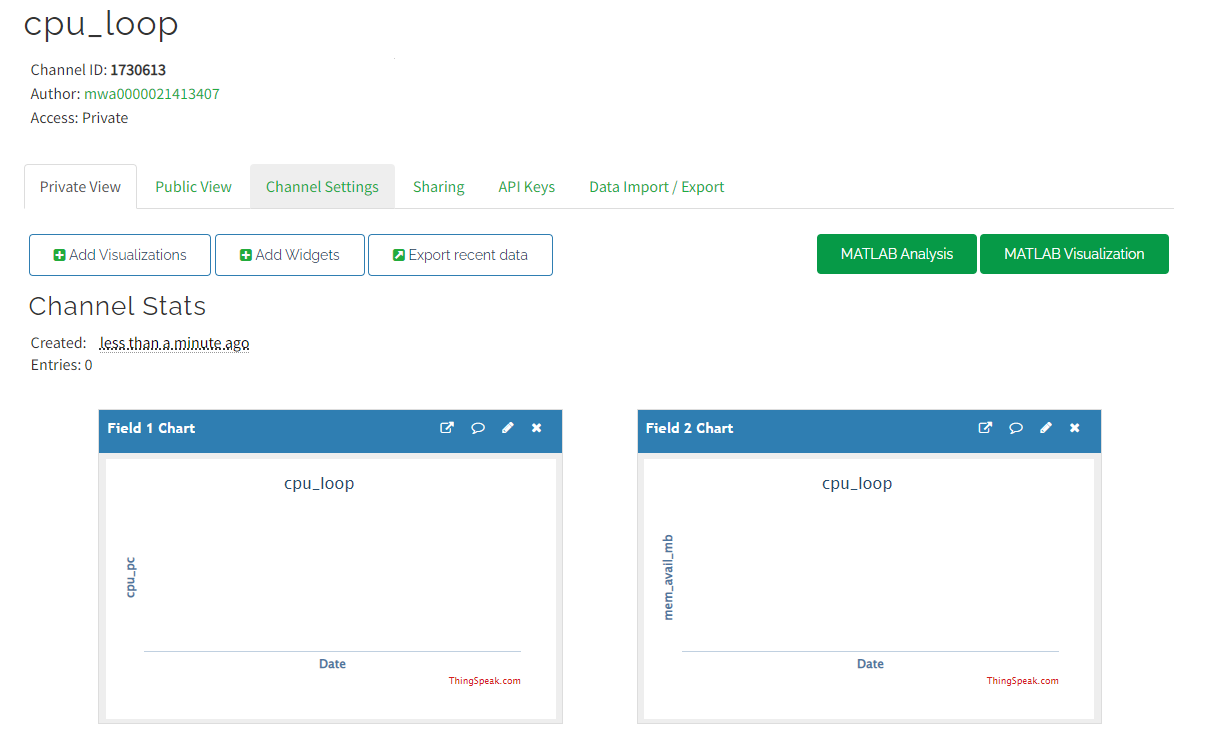 cpu_loop
Channel ID: 1730613
Author: mwa0000021413407
Access: Private
Private View Public View Channel Settings Sharing API Keys Data Import / Export
Add Visualizations Add Widgets Export recent data MATLAB Analysis MATLAB Visualization
Channel Stats
Created: less than a minute ago
Entries: 0
Field 1 Chart
cpu_loop
cpu_pc
Date
ThingSpeak.com
Field 2 Chart
cpu_loop
mem_avail_mb
Date
ThingSpeak.com